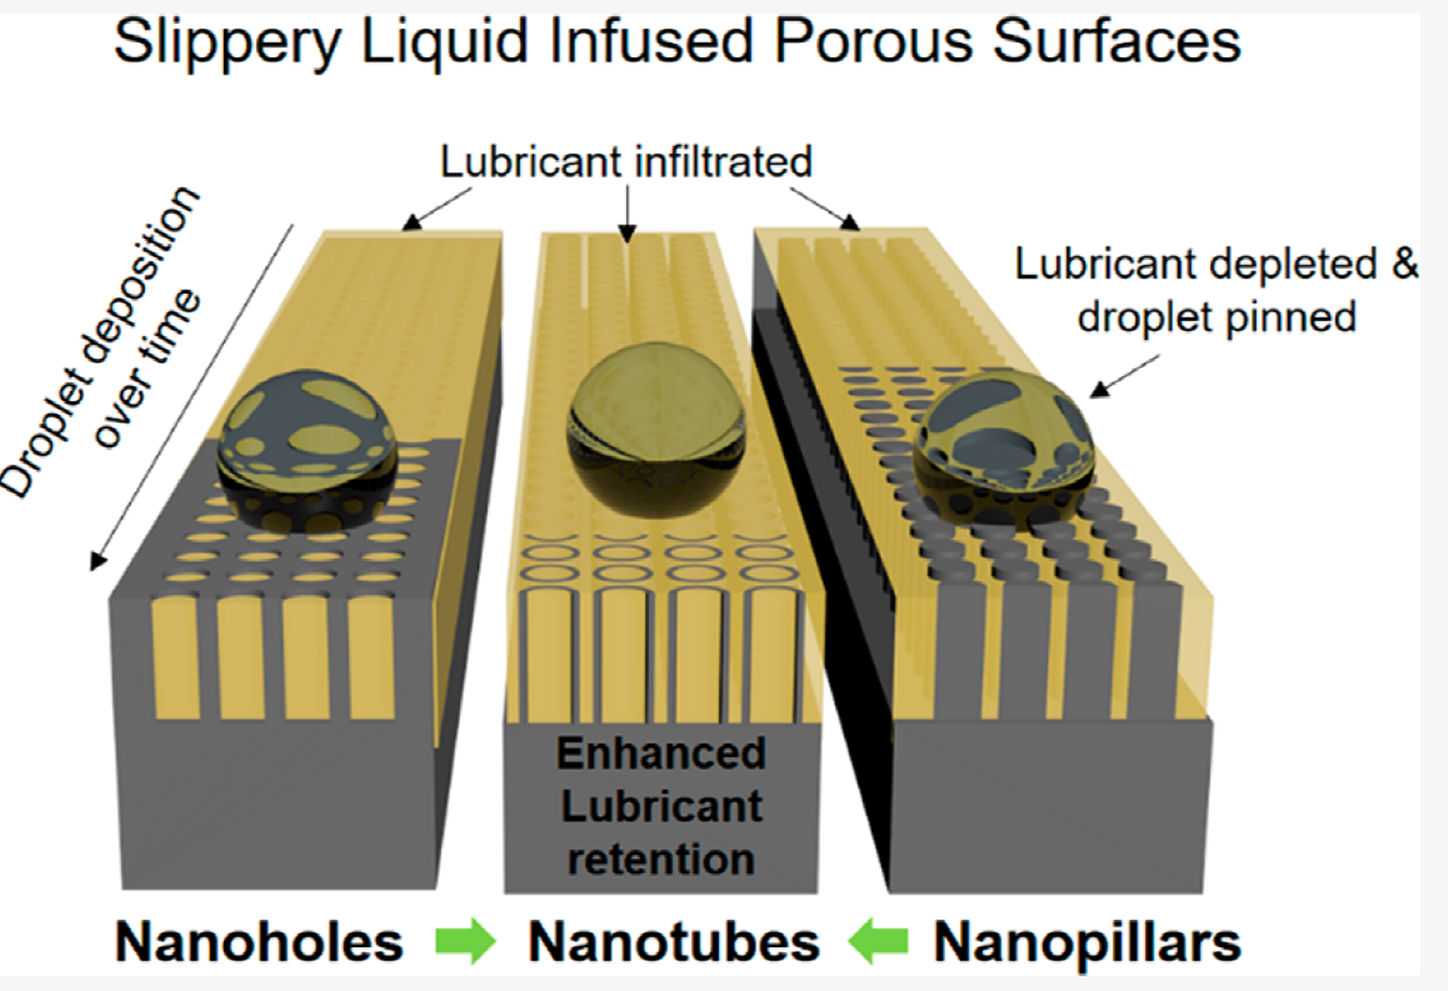 Slippery Liquid Infused Porous Surfaces
Lubricant infiltrated
Droplet deposition
over time
Lubricant depleted &
droplet pinned
Enhanced
Lubricant
retention
Nanoholes
Nanotubes
Nanopillars